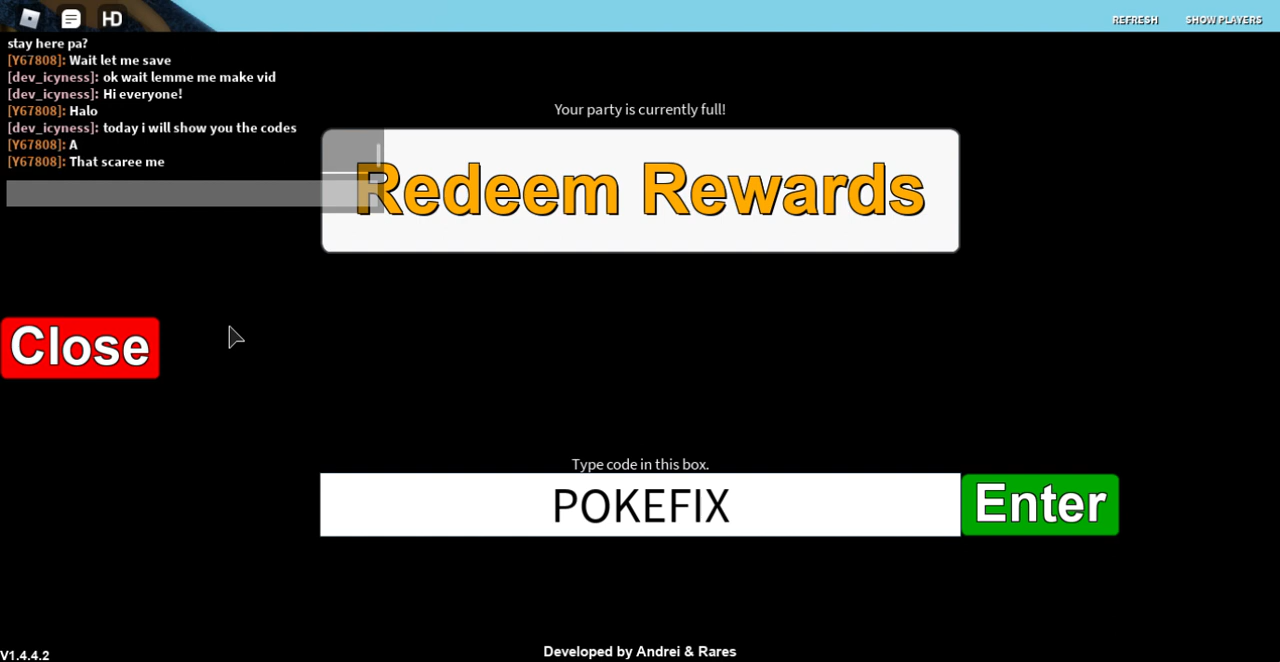 HD
REFRESH
SHOW PLAYERS
stay here pa?
[Y67808]: Wait let me save
[dev_icyness]: ok wait lemme me make vid
[dev_icyness]: Hi everyone!
[Y67808]: Halo
[dev_icyness]: today i will show you the codes
[Y67808]: A
[Y67808]: That scaree me
Your party is currently full!
Redeem Rewards
Close
Type code in this box.
POKEFIX
Enter
V1.4.4.2
Developed by Andrei & Rares